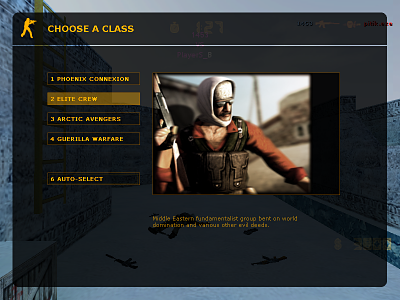 CHOOSE A CLASS
127
1 PHOENIX CONNEXION
2 ELITE CREW
3 ARCTIC AVENGERS
4 GUERILLA WARFARE
6 AUTO-SELECT
Middle Eastern fundamentalist group bent on world
domination and various other evil deeds.